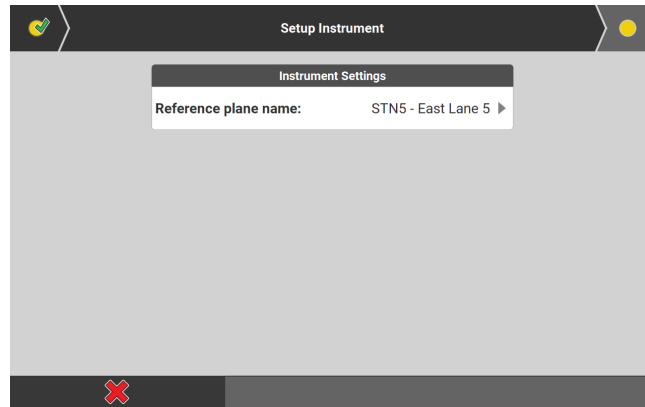 Setup Instrument
Instrument Settings
Reference plane name: STN5 - East Lane 5